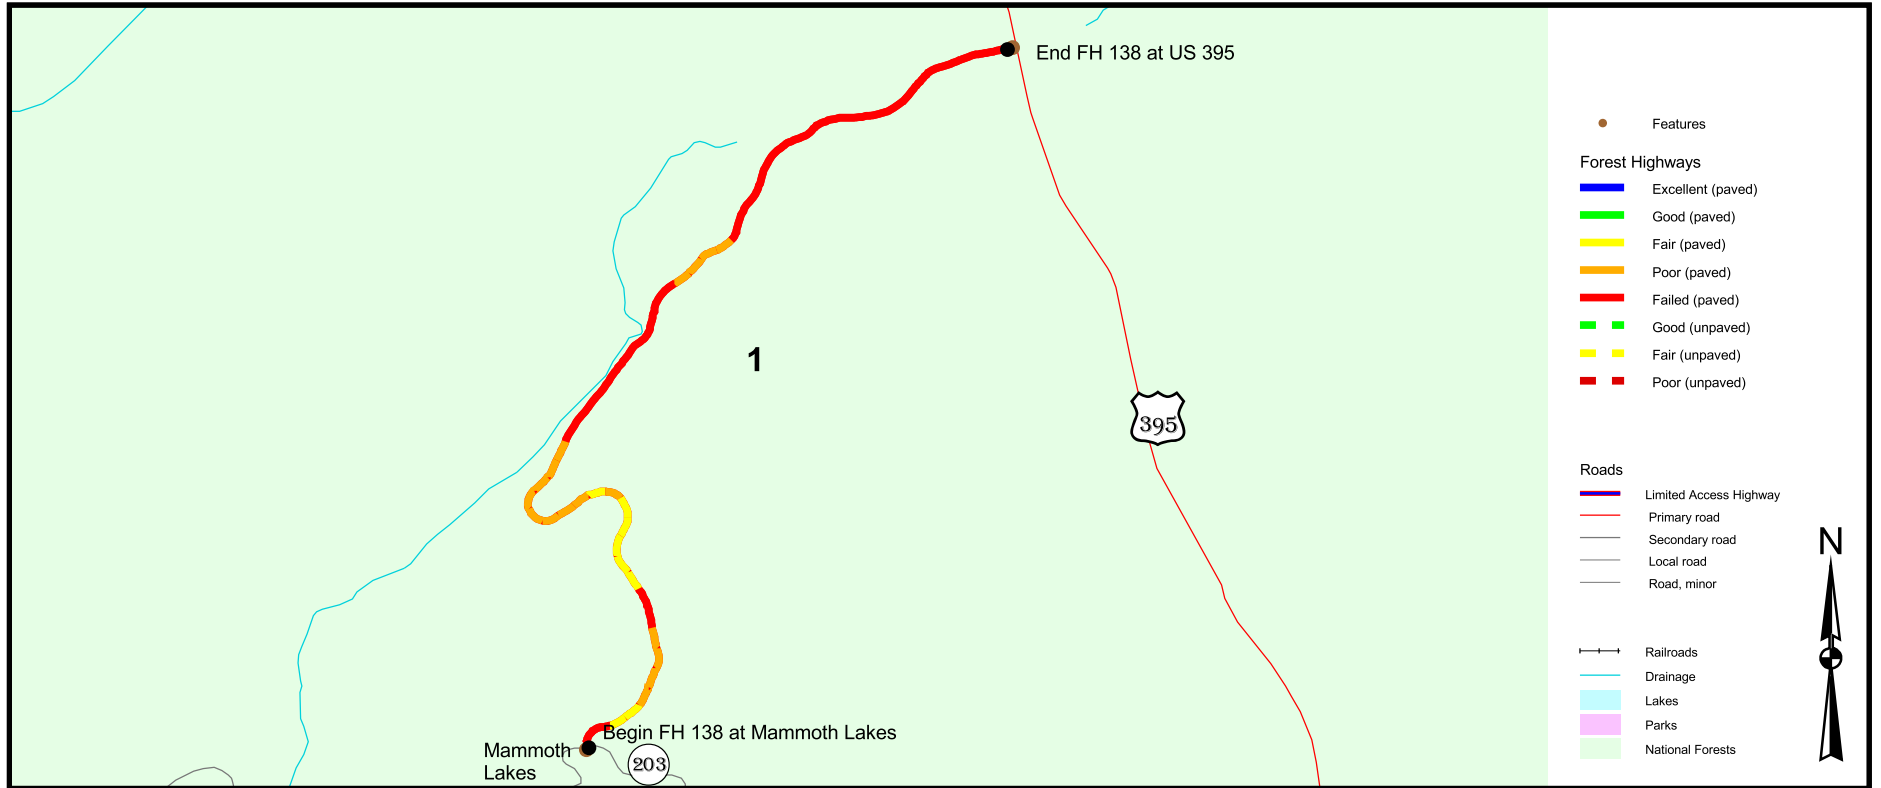 End FH 138 at US 395
1
395
Begin FH 138 at Mammoth Lakes
Mammoth
Lakes
203
Features
Forest Highways
Excellent (paved)
Good (paved)
Fair (paved)
Poor (paved)
Failed (paved)
Good (unpaved)
Fair (unpaved)
Poor (unpaved)
Roads
Limited Access Highway
Primary road
Secondary road
Local road
Road, minor
N
Railroads
Drainage
Lakes
Parks
National Forests